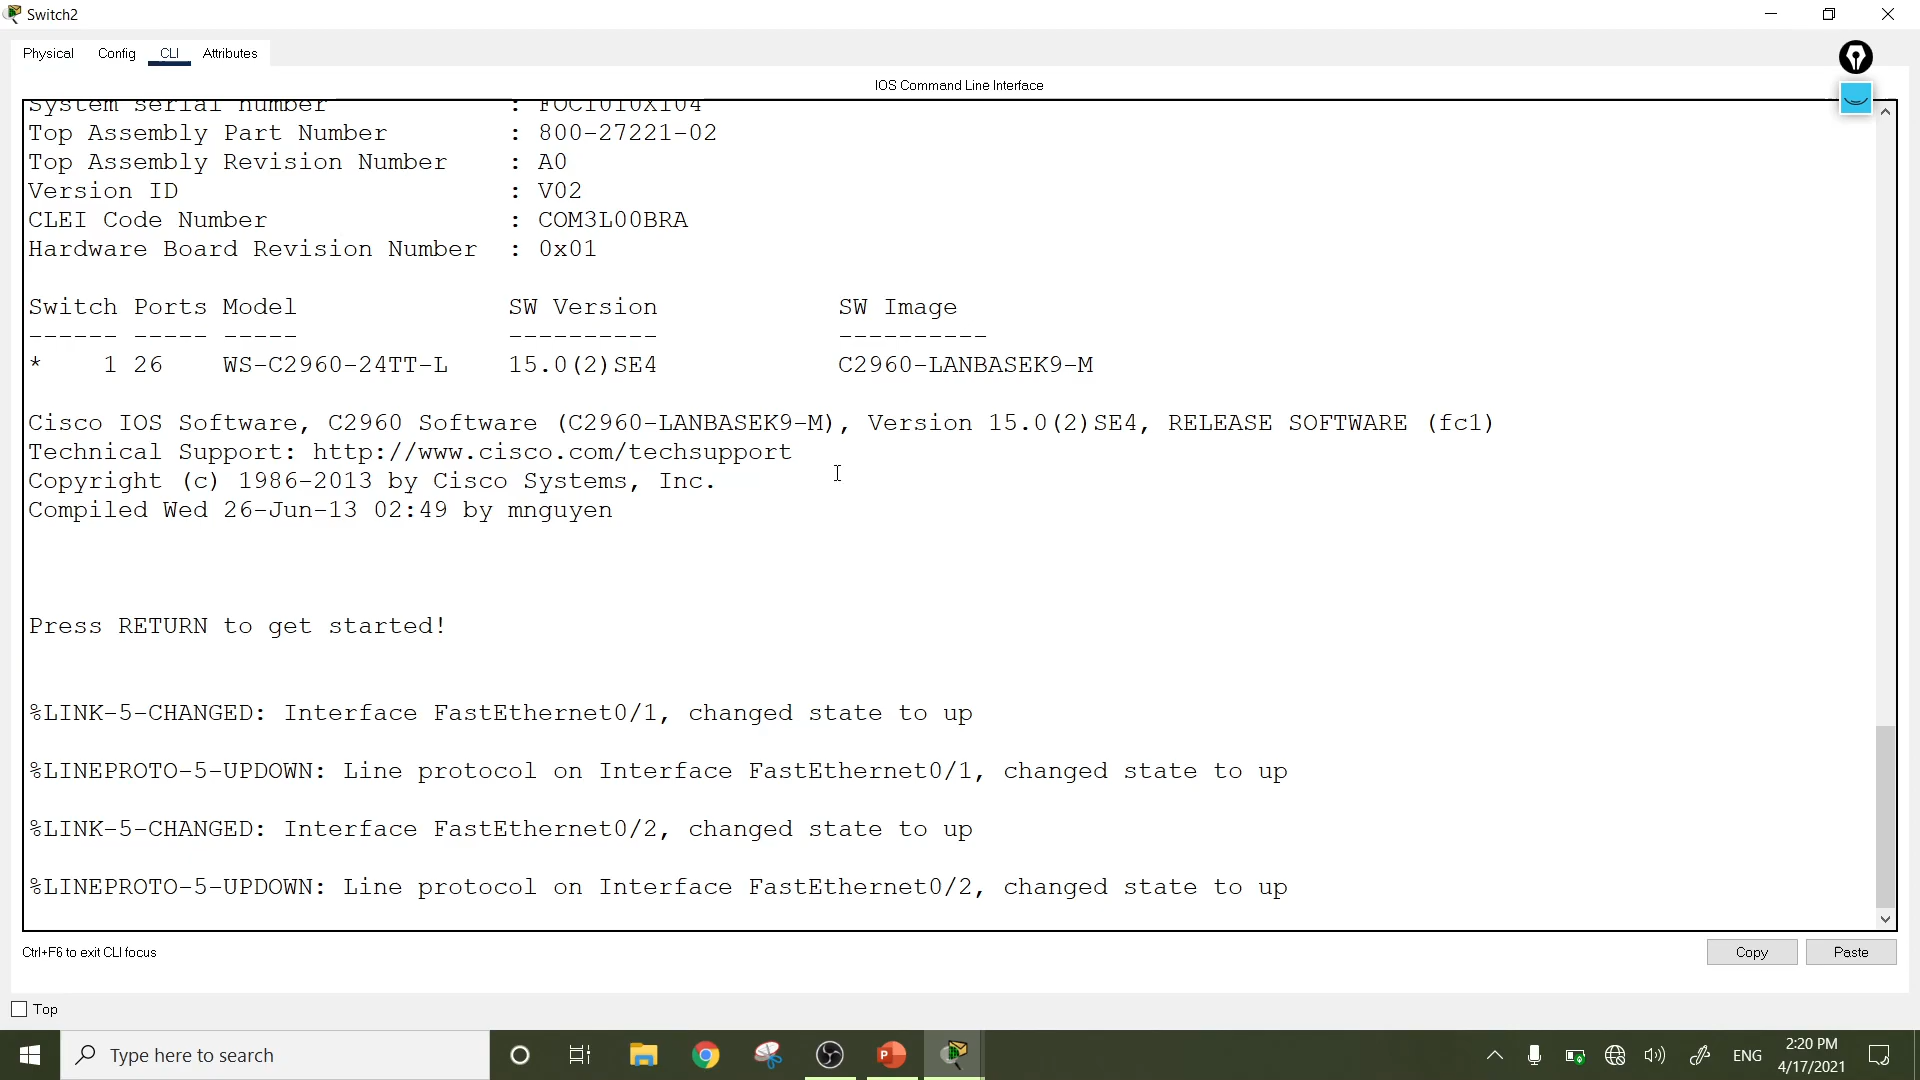 Switch2
Physical Config CLI Attributes
IOS Command Line Interface
System serial number : FOC1010X104
Top Assembly Part Number : 800-27221-02
Top Assembly Revision Number : A0
Version ID : V02
CLEI Code Number : COM3L00BRA
Hardware Board Revision Number : 0x01
Switch Ports Model SW Version SW Image
------ ----- ----- ---------- ----------
* 1 26 WS-C2960-24TT-L 15.0(2)SE4 C2960-LANBASEK9-M
Cisco IOS Software, C2960 Software (C2960-LANBASEK9-M), Version 15.0(2)SE4, RELEASE SOFTWARE (fc1)
Technical Support: http://www.cisco.com/techsupport
Copyright (c) 1986-2013 by Cisco Systems, Inc.
Compiled Wed 26-Jun-13 02:49 by mnguyen
Press RETURN to get started!
%LINK-5-CHANGED: Interface FastEthernet0/1, changed state to up
%LINEPROTO-5-UPDOWN: Line protocol on Interface FastEthernet0/1, changed state to up
%LINK-5-CHANGED: Interface FastEthernet0/2, changed state to up
%LINEPROTO-5-UPDOWN: Line protocol on Interface FastEthernet0/2, changed state to up
Ctrl+F6 to exit CLI focus
Copy Paste
Top
Type here to search
ENG
2:20 PM
4/17/2021